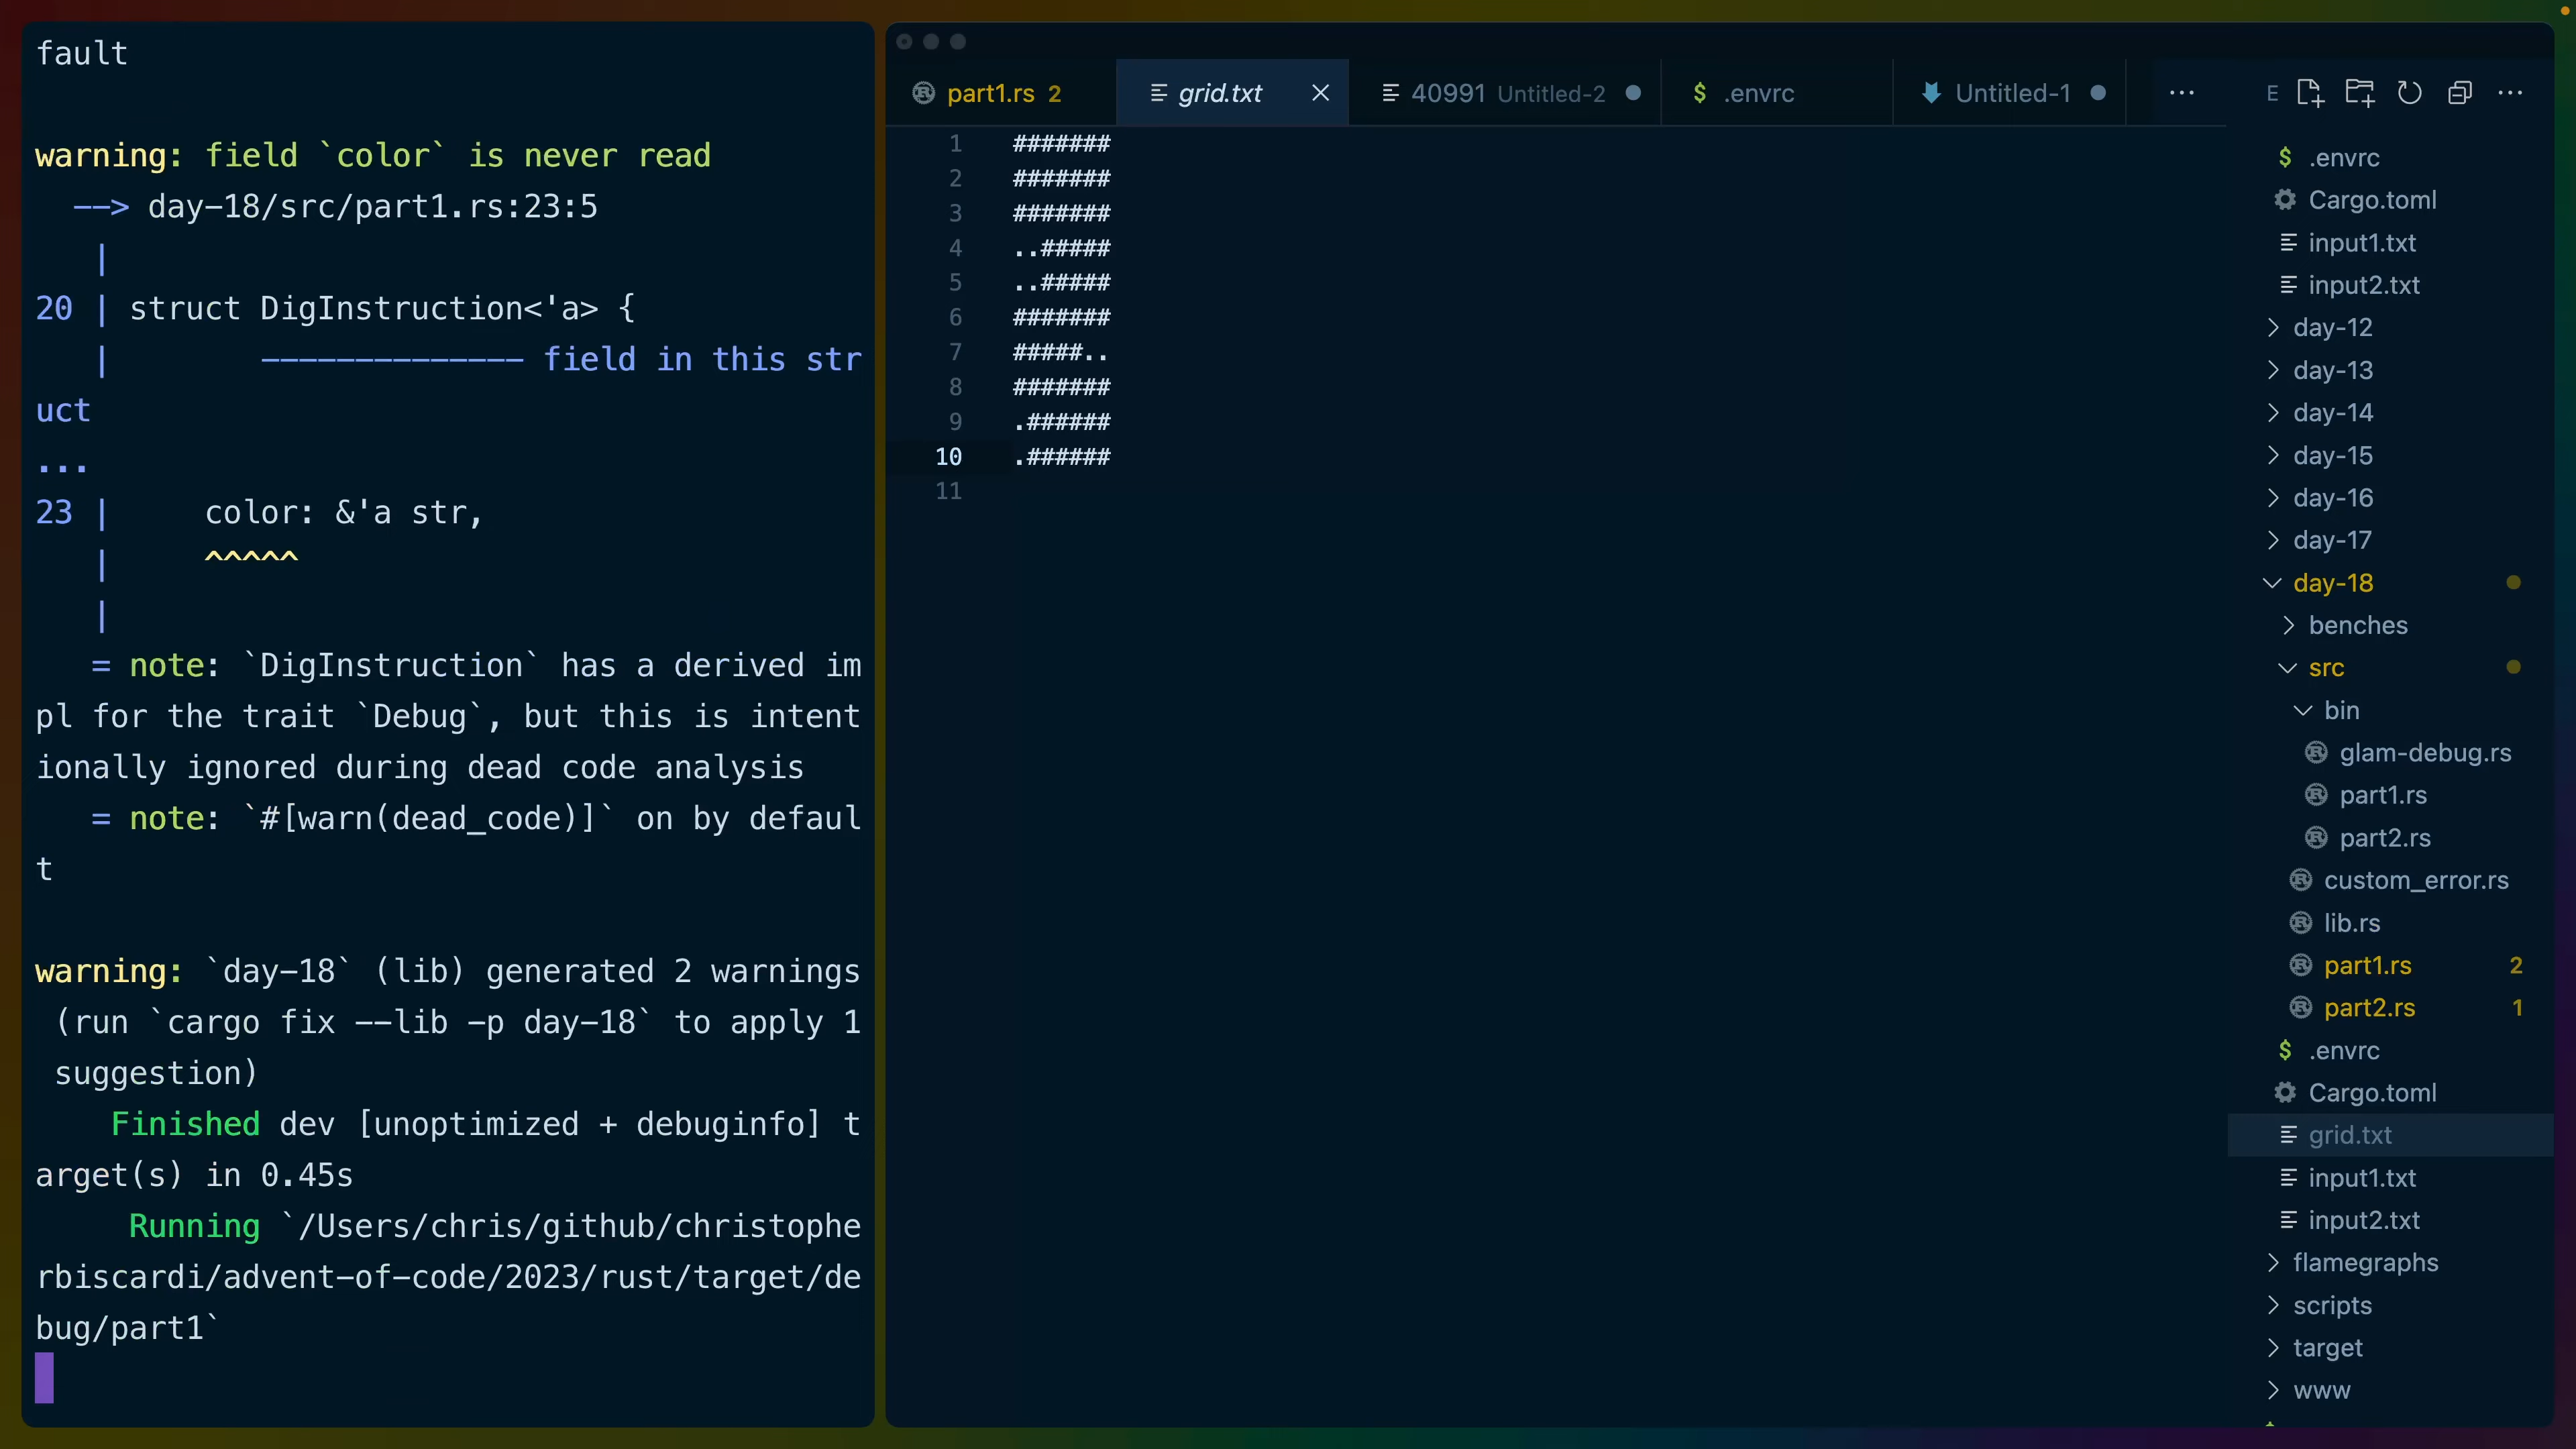 fault
warning: field `color` is never read
--> day-18/src/part1.rs:23:5
|
20 | struct DigInstruction<'a> {
| -------------- field in this str
uct
...
23 | color: &'a str,
| ^^^^^
|
= note: `DigInstruction` has a derived im
pl for the trait `Debug`, but this is intent
ionally ignored during dead code analysis
= note: `#[warn(dead_code)]` on by defaul
t
warning: `day-18` (lib) generated 2 warnings
(run `cargo fix --lib -p day-18` to apply 1
suggestion)
Finished dev [unoptimized + debuginfo] t
arget(s) in 0.45s
Running `/Users/chris/github/christophe
rbiscardi/advent-of-code/2023/rust/target/de
bug/part1`
part1.rs 2
grid.txt
40991 Untitled-2
$ .envrc
Untitled-1
1 #######
2 #######
3 #######
4 ..#####
5 ..#####
6 #######
7 #####..
8 #######
9 .######
10 .######
11
E
$ .envrc
Cargo.toml
input1.txt
input2.txt
day-12
day-13
day-14
day-15
day-16
day-17
day-18
benches
src
bin
glam-debug.rs
part1.rs
part2.rs
custom_error.rs
lib.rs
part1.rs 2
part2.rs 1
$ .envrc
Cargo.toml
grid.txt
input1.txt
input2.txt
flamegraphs
scripts
target
www